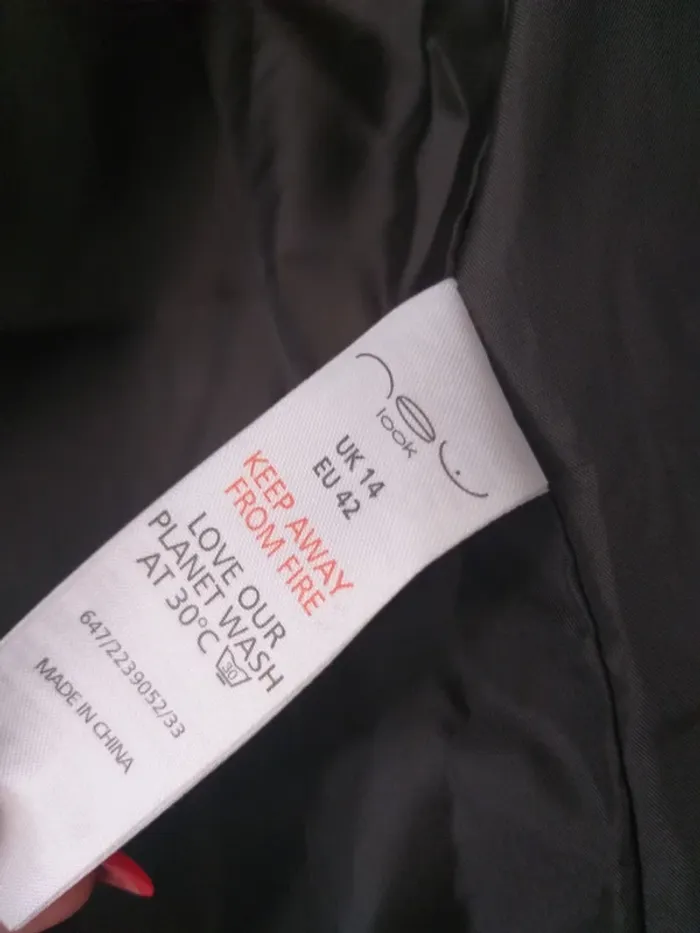 look
UK 14
EU 42
KEEP AWAY
FROM FIRE
LOVE OUR
PLANET WASH
AT 30°C 30
647/2239052/33
MADE IN CHINA